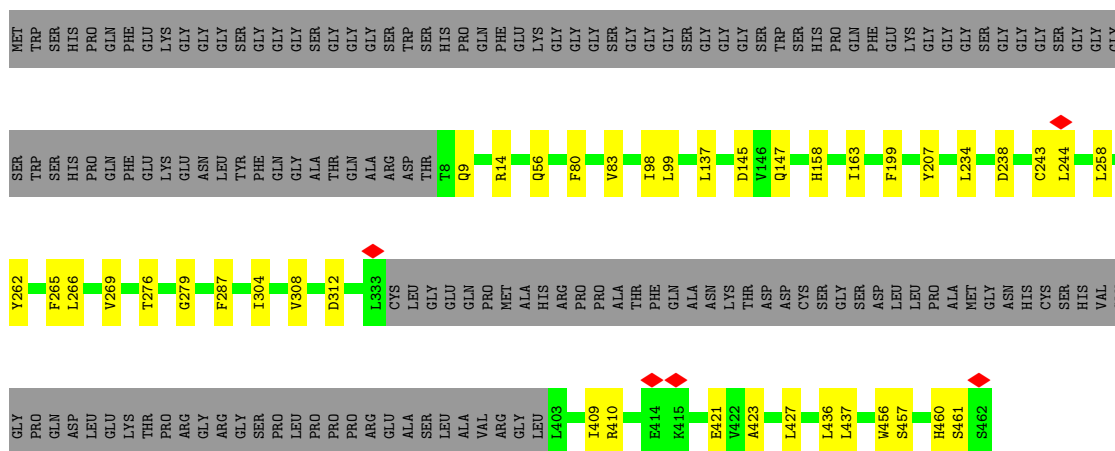 MET TRP SER HIS PRO GLN PHE GLU LYS GLY GLY GLY SER GLY GLY GLY SER GLY GLY GLY SER TRP SER HIS PRO GLN PHE GLU LYS GLY GLY GLY SER GLY GLY GLY SER GLY GLY GLY SER TRP SER HIS PRO GLN PHE GLU LYS GLY GLY GLY SER GLY GLY GLY SER GLY GLY GLY
SER TRP SER HIS PRO GLN PHE GLU LYS GLU ASN LEU TYR PHE GLN GLY ALA THR GLN ALA ARG ASP THR T8 Q9 R14 Q56 F80 V83 I98 L99 L137 D145 V146 Q147 H158 I163 F199 Y207 L234 D238 C243 L244 L258
Y262 F265 L266 V269 T276 G279 F287 I304 V308 D312 L333 CYS LEU GLY GLU GLN PRO MET ALA HIS ARG PRO PRO ALA THR PHE GLN ALA ASN LYS THR ASP ASP CYS SER GLY SER ASP LEU LEU PRO ALA MET GLY ASN HIS CYS SER HIS VAL
GLY PRO GLN ASP LEU GLU LYS THR PRO ARG GLY ARG GLY SER PRO LEU PRO PRO PRO ARG GLU ALA SER LEU ALA VAL ARG GLY LEU L403 I409 R410 E414 K415 E421 V422 A423 L427 L436 L437 W456 S457 H460 S461 S462